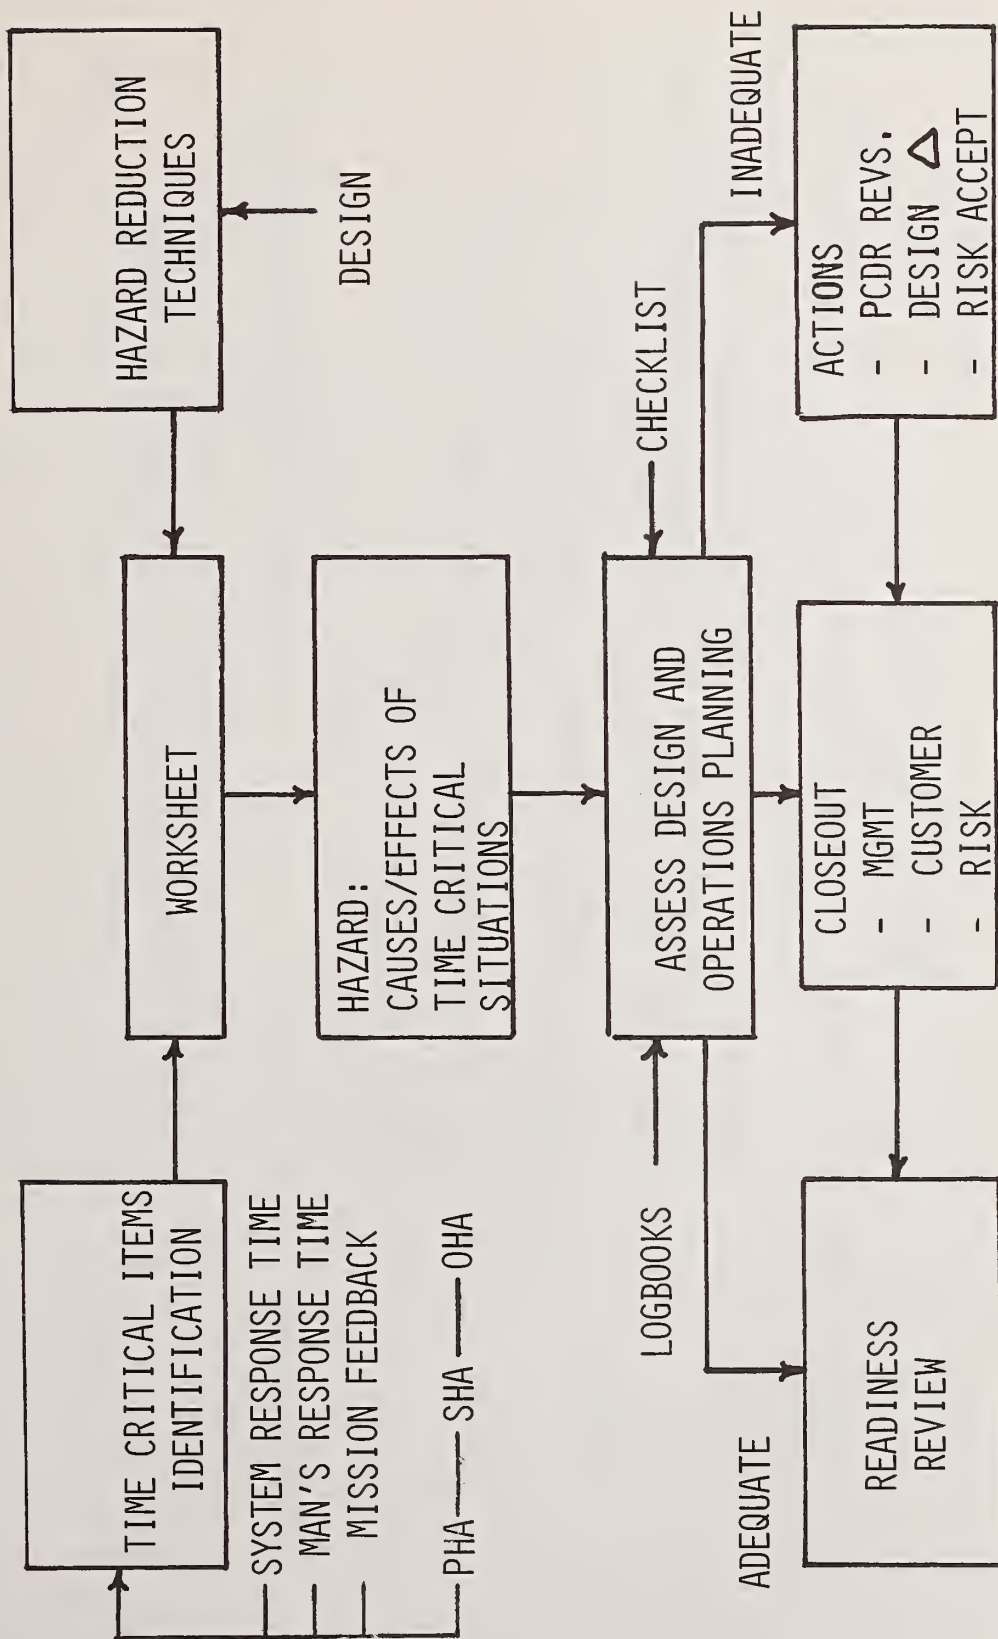 TIME CRITICAL ITEMS
IDENTIFICATION
SYSTEM RESPONSE TIME
MAN'S RESPONSE TIME
MISSION FEEDBACK
PHA SHA OHA
WORKSHEET
HAZARD REDUCTION
TECHNIQUES
DESIGN
HAZARD:
CAUSES/EFFECTS OF
TIME CRITICAL
SITUATIONS
LOGBOOKS
ASSESS DESIGN AND
OPERATIONS PLANNING
CHECKLIST
ADEQUATE
INADEQUATE
READINESS
REVIEW
CLOSEOUT
- MGMT
- CUSTOMER
- RISK
ACTIONS
- PCDR REVS.
- DESIGN △
- RISK ACCEPT